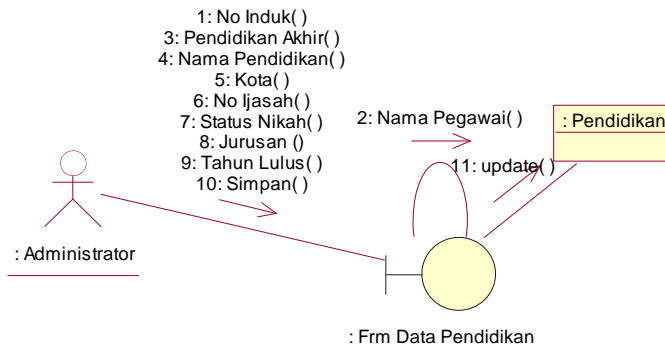 1: No Induk( )
3: Pendidikan Akhir( )
4: Nama Pendidikan( )
5: Kota( )
6: No Ijasah( )
7: Status Nikah( )
8: Jurusan ()
9: Tahun Lulus( )
10: Simpan( )
2: Nama Pegawai( )
: Pendidikan
11: update( )
: Administrator
: Frm Data Pendidikan